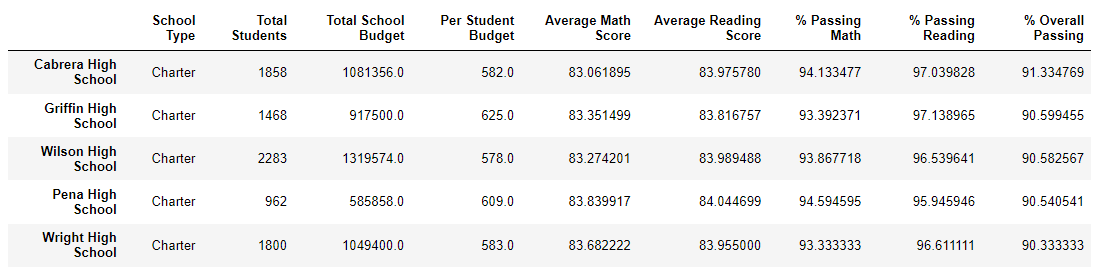 School Type Total Students Total School Budget Per Student Budget Average Math Score Average Reading Score % Passing Math % Passing Reading % Overall Passing
Cabrera High School Charter 1858 1081356.0 582.0 83.061895 83.975780 94.133477 97.039828 91.334769
Griffin High School Charter 1468 917500.0 625.0 83.351499 83.816757 93.392371 97.138965 90.599455
Wilson High School Charter 2283 1319574.0 578.0 83.274201 83.989488 93.867718 96.539641 90.582567
Pena High School Charter 962 585858.0 609.0 83.839917 84.044699 94.594595 95.945946 90.540541
Wright High School Charter 1800 1049400.0 583.0 83.682222 83.955000 93.333333 96.611111 90.333333